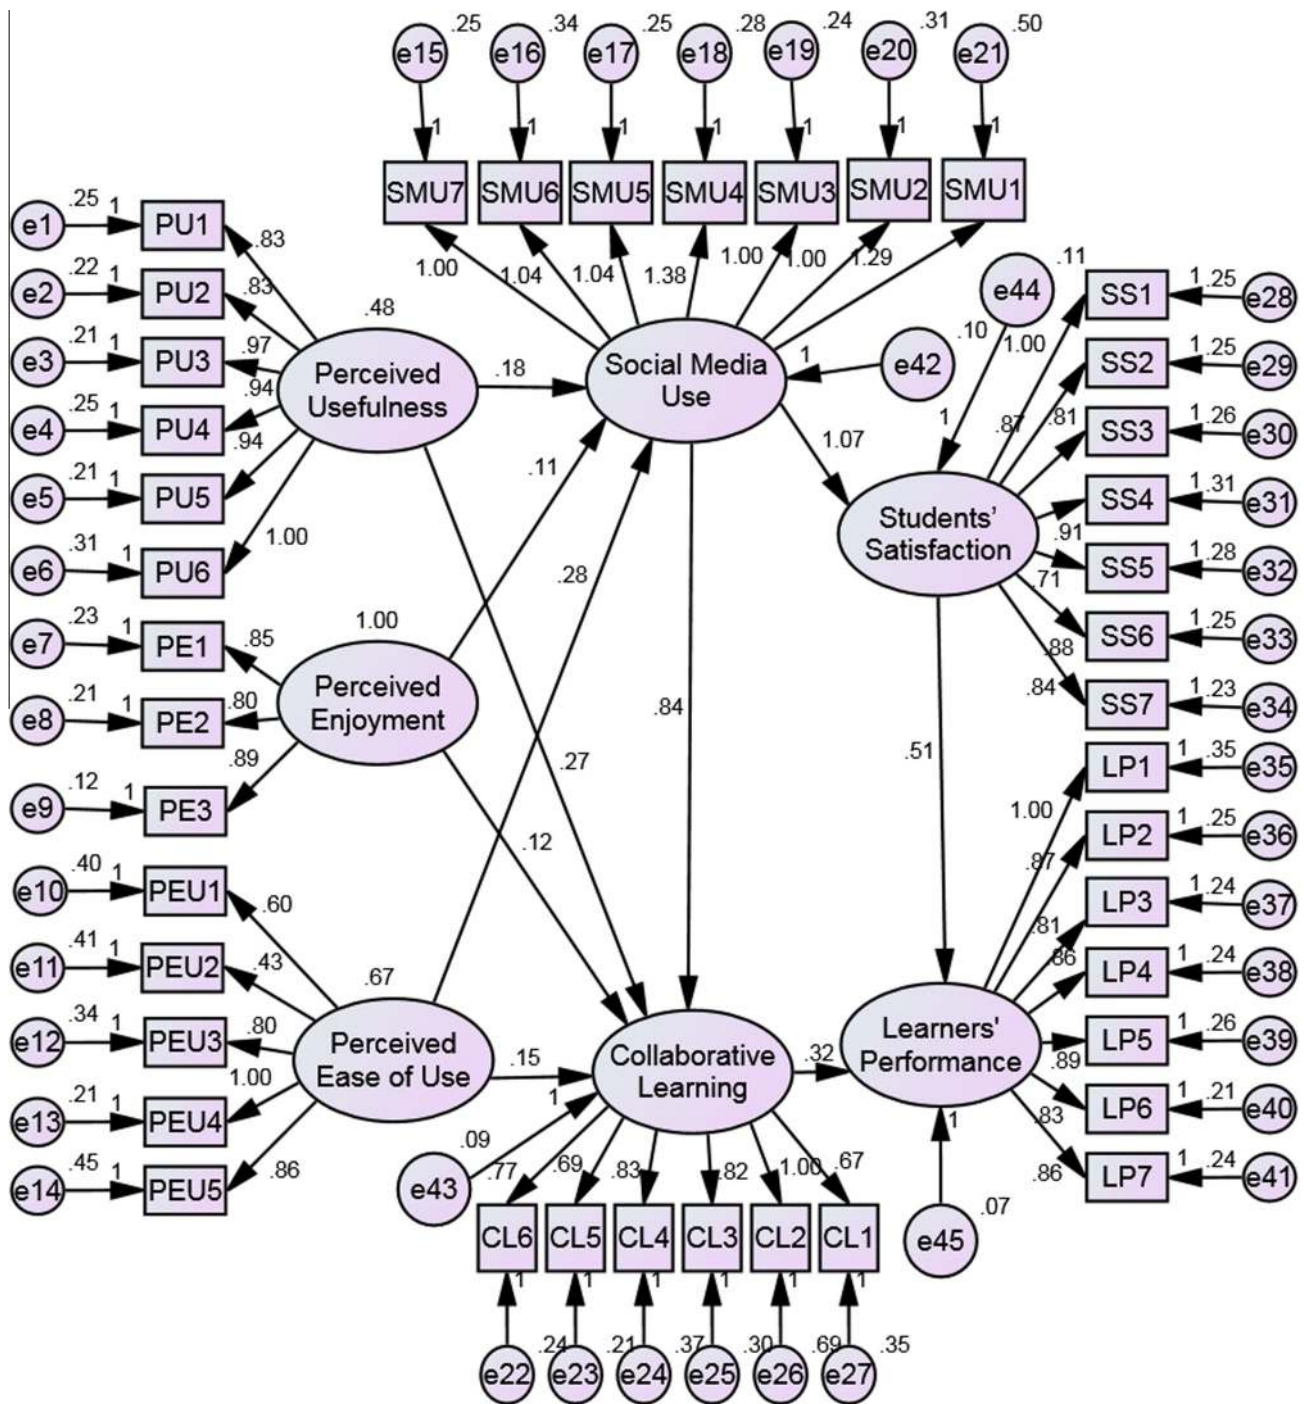 .25 .34 .25 .28 .24 .31 .50
e15 e16 e17 e18 e19 e20 e21
1 1 1 1 1 1 1
SMU7 SMU6 SMU5 SMU4 SMU3 SMU2 SMU1
1.00 1.04 1.04 1.38 1.00 1.00 1.29
e1 .25 1 PU1 .83
e2 .22 1 PU2 .83
e3 .21 1 PU3 .97
e4 .25 1 PU4 .94
e5 .21 1 PU5 .94
e6 .31 1 PU6 1.00
.48
Perceived
Usefulness
.18
.27
Social Media
Use
1
e42
.10
1.07
.84
e44
.11
1
Students’
Satisfaction
1.00
.87
.81
.91
.71
.88
.84
SS1 1 .25 e28
SS2 1 .25 e29
SS3 1 .26 e30
SS4 1 .31 e31
SS5 1 .28 e32
SS6 1 .25 e33
SS7 1 .23 e34
e7 .23 1 PE1 .85
e8 .21 1 PE2 .80
e9 .12 1 PE3 .89
1.00
Perceived
Enjoyment
.11
.12
.28
.51
e10 .40 1 PEU1 .60
e11 .41 1 PEU2 .43
e12 .34 1 PEU3 .80
e13 .21 1 PEU4 1.00
e14 .45 1 PEU5 .86
.67
Perceived
Ease of Use
.15
Collaborative
Learning
.32
1
.09
e43
Learners'
Performance
1
.07
e45
1.00
.87
.81
.86
.89
.83
.86
LP1 1 .35 e35
LP2 1 .25 e36
LP3 1 .24 e37
LP4 1 .24 e38
LP5 1 .26 e39
LP6 1 .21 e40
LP7 1 .24 e41
.77 .69 .83 .82 1.00 .67
CL6 CL5 CL4 CL3 CL2 CL1
1 1 1 1 1 1
.24 .21 .37 .30 .69 .35
e22 e23 e24 e25 e26 e27